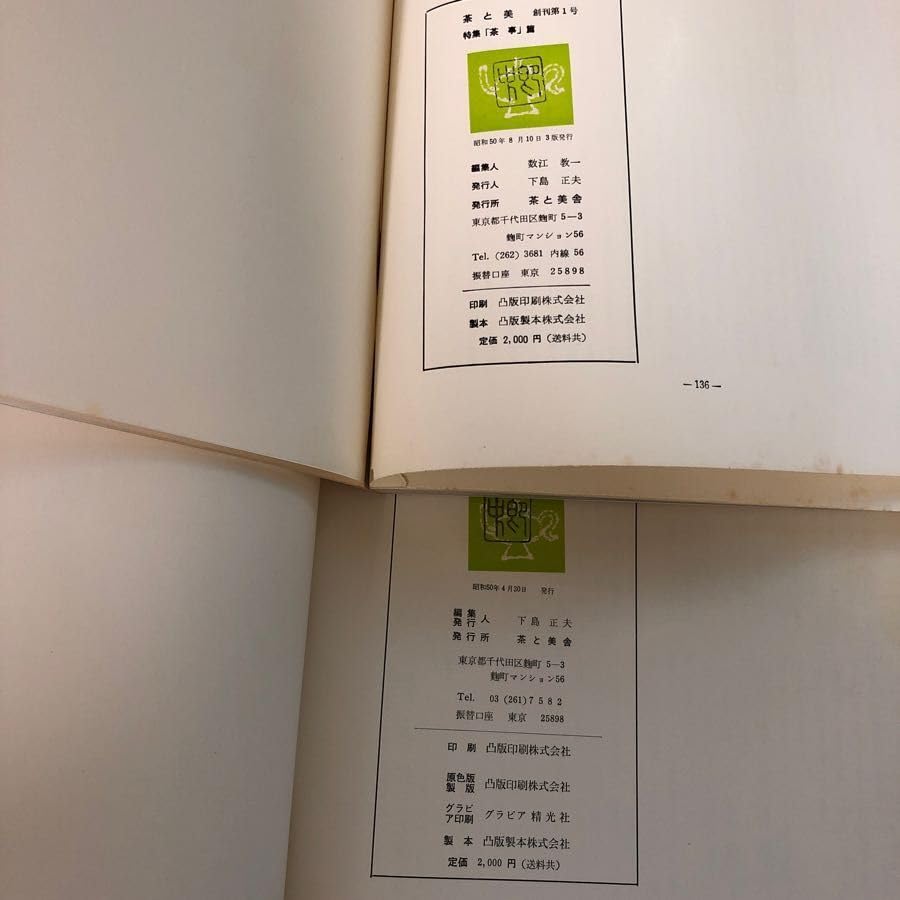 茶と美 創刊第1号
特集「茶事」篇
昭和50年8月10日 3版発行
編集人 数江 教一
発行人 下島 正夫
発行所 茶と美舎
東京都千代田区麹町 5―3
麹町マンション56
Tel. (262) 3681 内線 56
振替口座 東京 25898
印刷 凸版印刷株式会社
製本 凸版製本株式会社
定価 2,000 円（送料共）
―136―
昭和50年4月20日 発行
編集
発行人 下島 正夫
発行所 茶と美舎
東京都千代田区麹町 5―3
麹町マンション56
Tel. 03 (261) 7582
振替口座 東京 25898
印刷 凸版印刷株式会社
原色版
製版 凸版印刷株式会社
グラビ
ア印刷 グラビア精光社
製本 凸版製本株式会社
定価 2,000 円（送料共）